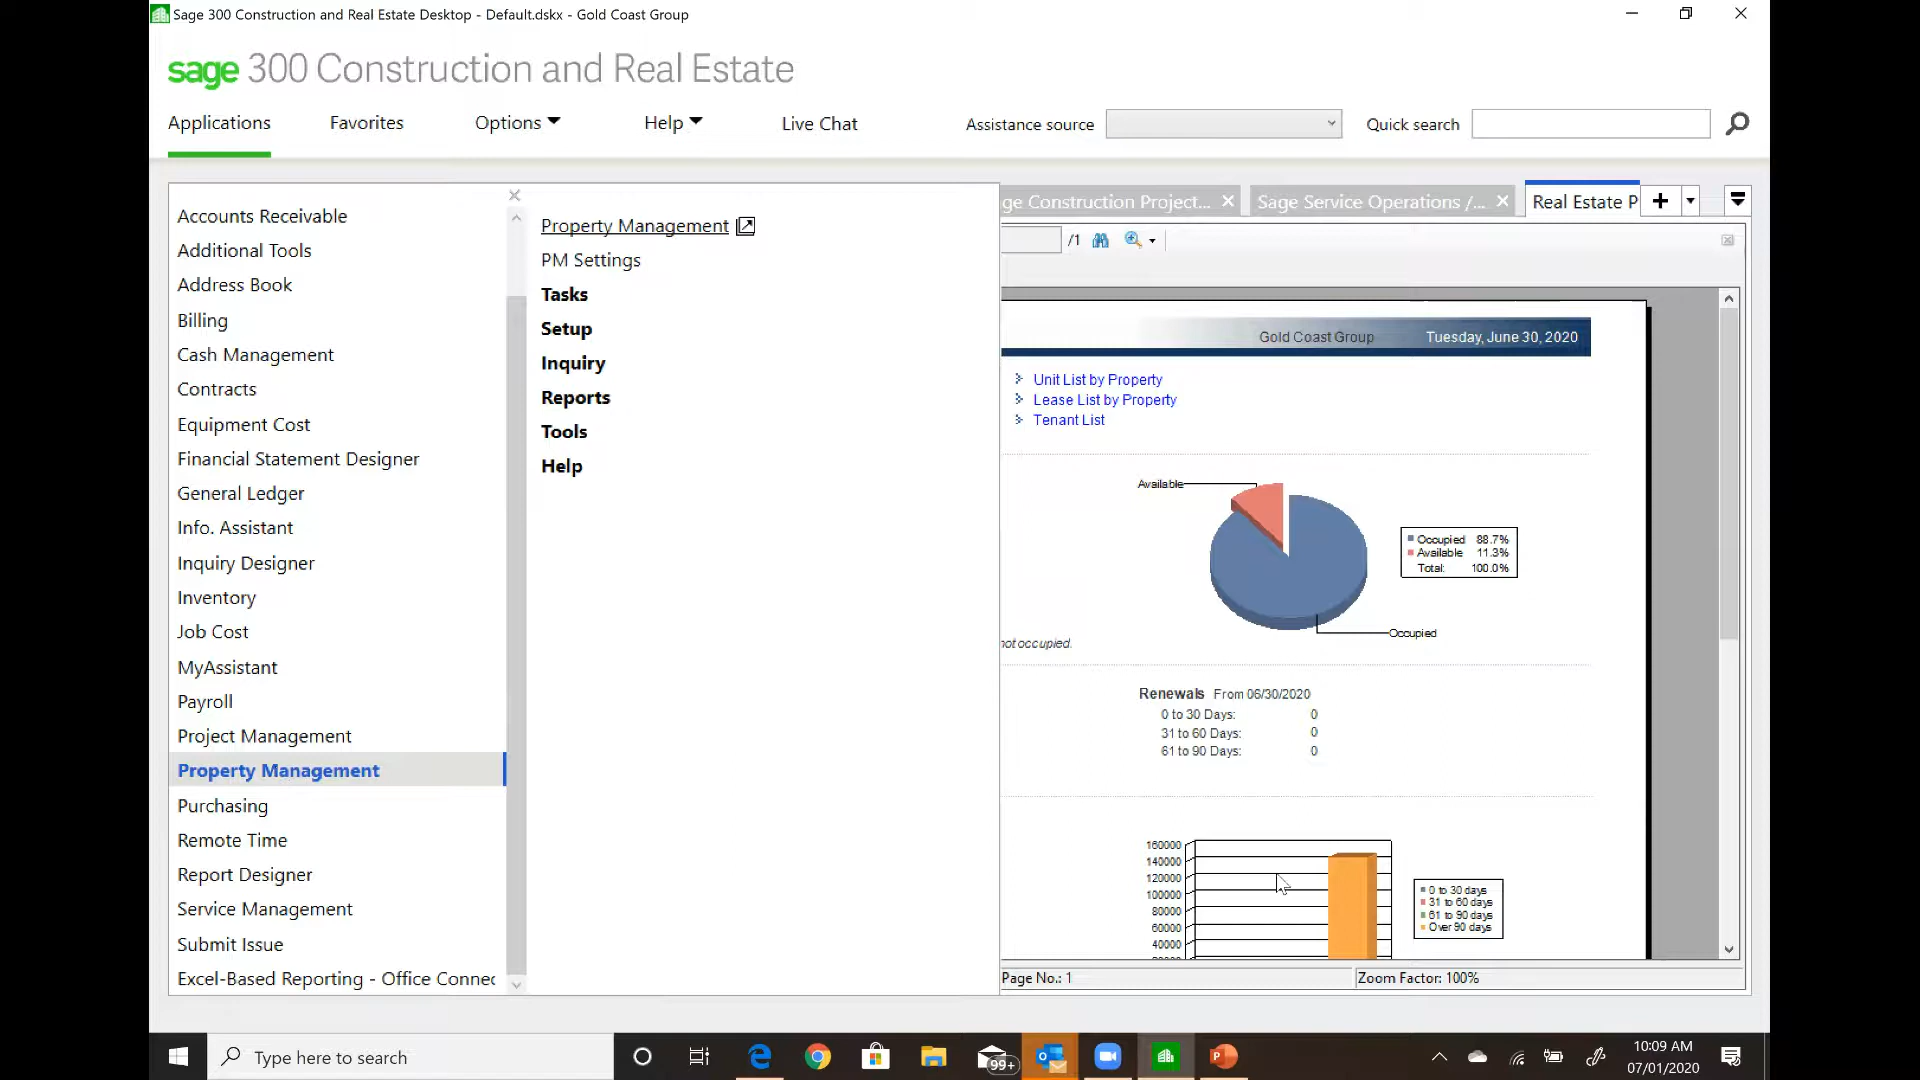 Sage 300 Construction and Real Estate Desktop - Default.dskx - Gold Coast Group
sage 300 Construction and Real Estate
Applications
Favorites
Options
Help
Live Chat
Assistance source
Quick search
Accounts Receivable
Additional Tools
Address Book
Billing
Cash Management
Contracts
Equipment Cost
Financial Statement Designer
General Ledger
Info. Assistant
Inquiry Designer
Inventory
Job Cost
MyAssistant
Payroll
Project Management
Property Management
Purchasing
Remote Time
Report Designer
Service Management
Submit Issue
Excel-Based Reporting - Office Connec
Property Management
PM Settings
Tasks
Setup
Inquiry
Reports
Tools
Help
ge Construction Project...
Sage Service Operations /...
Real Estate P
/1
Gold Coast Group
Tuesday, June 30, 2020
Unit List by Property
Lease List by Property
Tenant List
Available
Occupied 88.7%
Available 11.3%
Total: 100.0%
Occupied
not occupied.
Renewals From 06/30/2020
0 to 30 Days: 0
31 to 60 Days: 0
61 to 90 Days: 0
160000
140000
120000
100000
80000
60000
40000
0 to 30 days
31 to 60 days
61 to 90 days
Over 90 days
Page No.: 1
Zoom Factor: 100%
Type here to search
99+
10:09 AM
07/01/2020